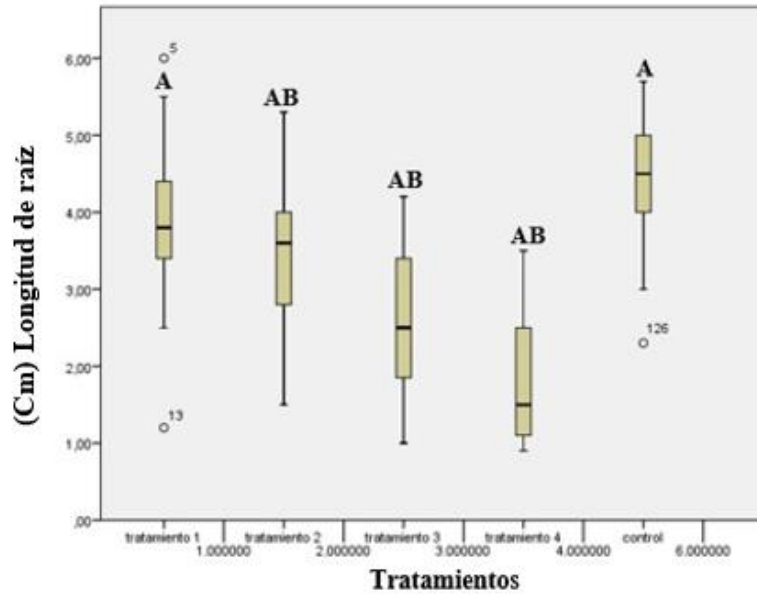 (Cm) Longitud de raíz
6,00
5,00
4,00
3,00
2,00
1,00
,00
5
A
13
AB
AB
AB
A
126
tratamiento 1 tratamiento 2 tratamiento 3 tratamiento 4 control
1.000000 2.000000 3.000000 4.000000 6.000000
Tratamientos